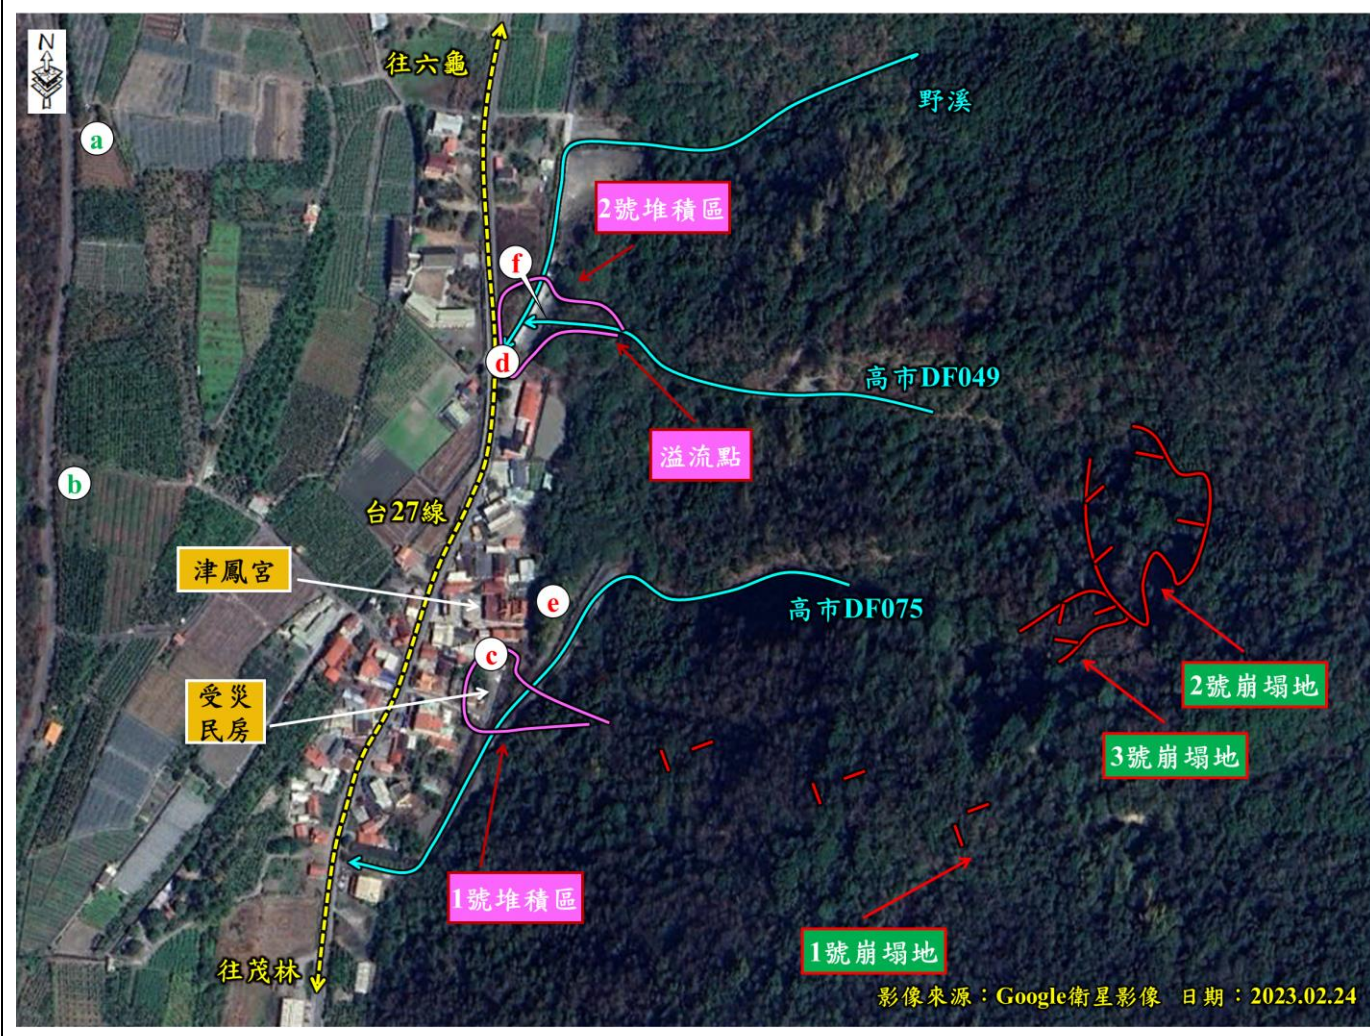 N
往六龜
野溪
a
2號堆積區
f
d
高市DF049
溢流點
b
台27線
津鳳宮
e
高市DF075
c
受災
民房
2號崩塌地
3號崩塌地
1號堆積區
1號崩塌地
往茂林
影像來源：Google衛星影像 日期：2023.02.24